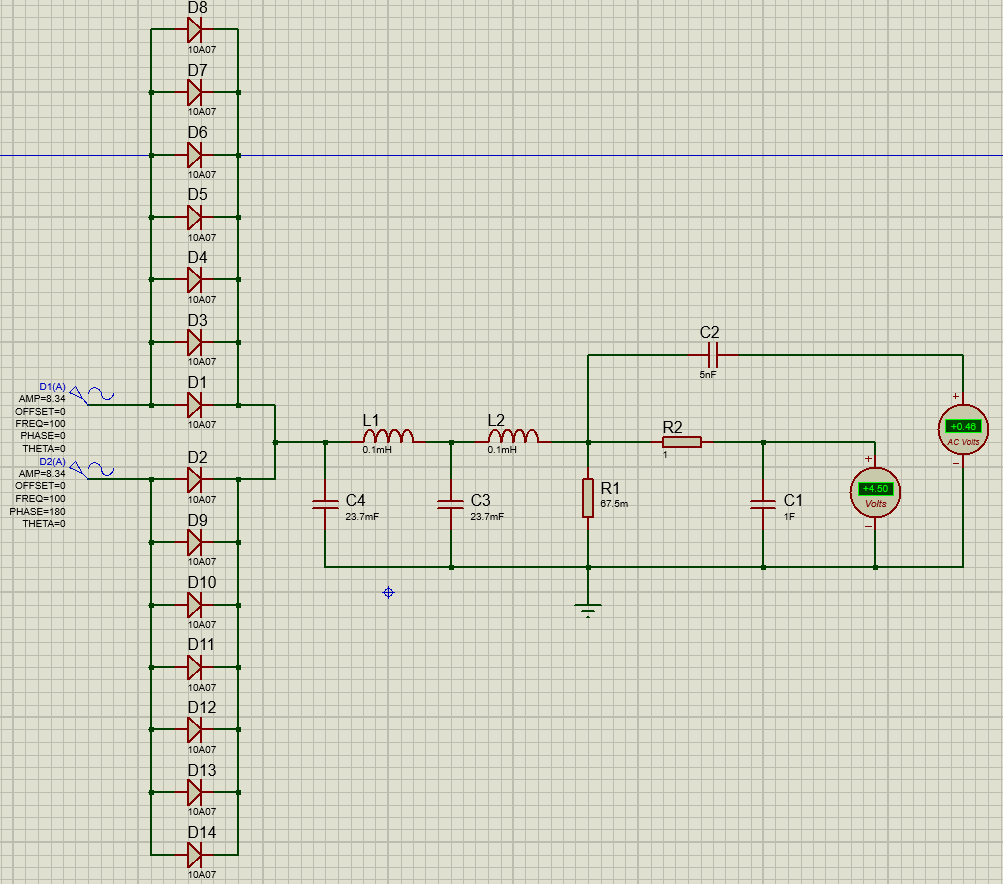 D8
10A07
D7
10A07
D6
10A07
D5
10A07
D4
10A07
D3
10A07
D1
10A07
D1(A)
AMP=8.34
OFFSET=0
FREQ=100
PHASE=0
THETA=0
D2(A)
AMP=8.34
OFFSET=0
FREQ=100
PHASE=180
THETA=0
D2
10A07
D9
10A07
D10
10A07
D11
10A07
D12
10A07
D13
10A07
D14
10A07
L1
0.1mH
L2
0.1mH
C4
23.7mF
C3
23.7mF
R1
67.5m
C2
5nF
R2
1
C1
1F
+
+4.50
Volts
−
+
+0.46
AC Volts
−